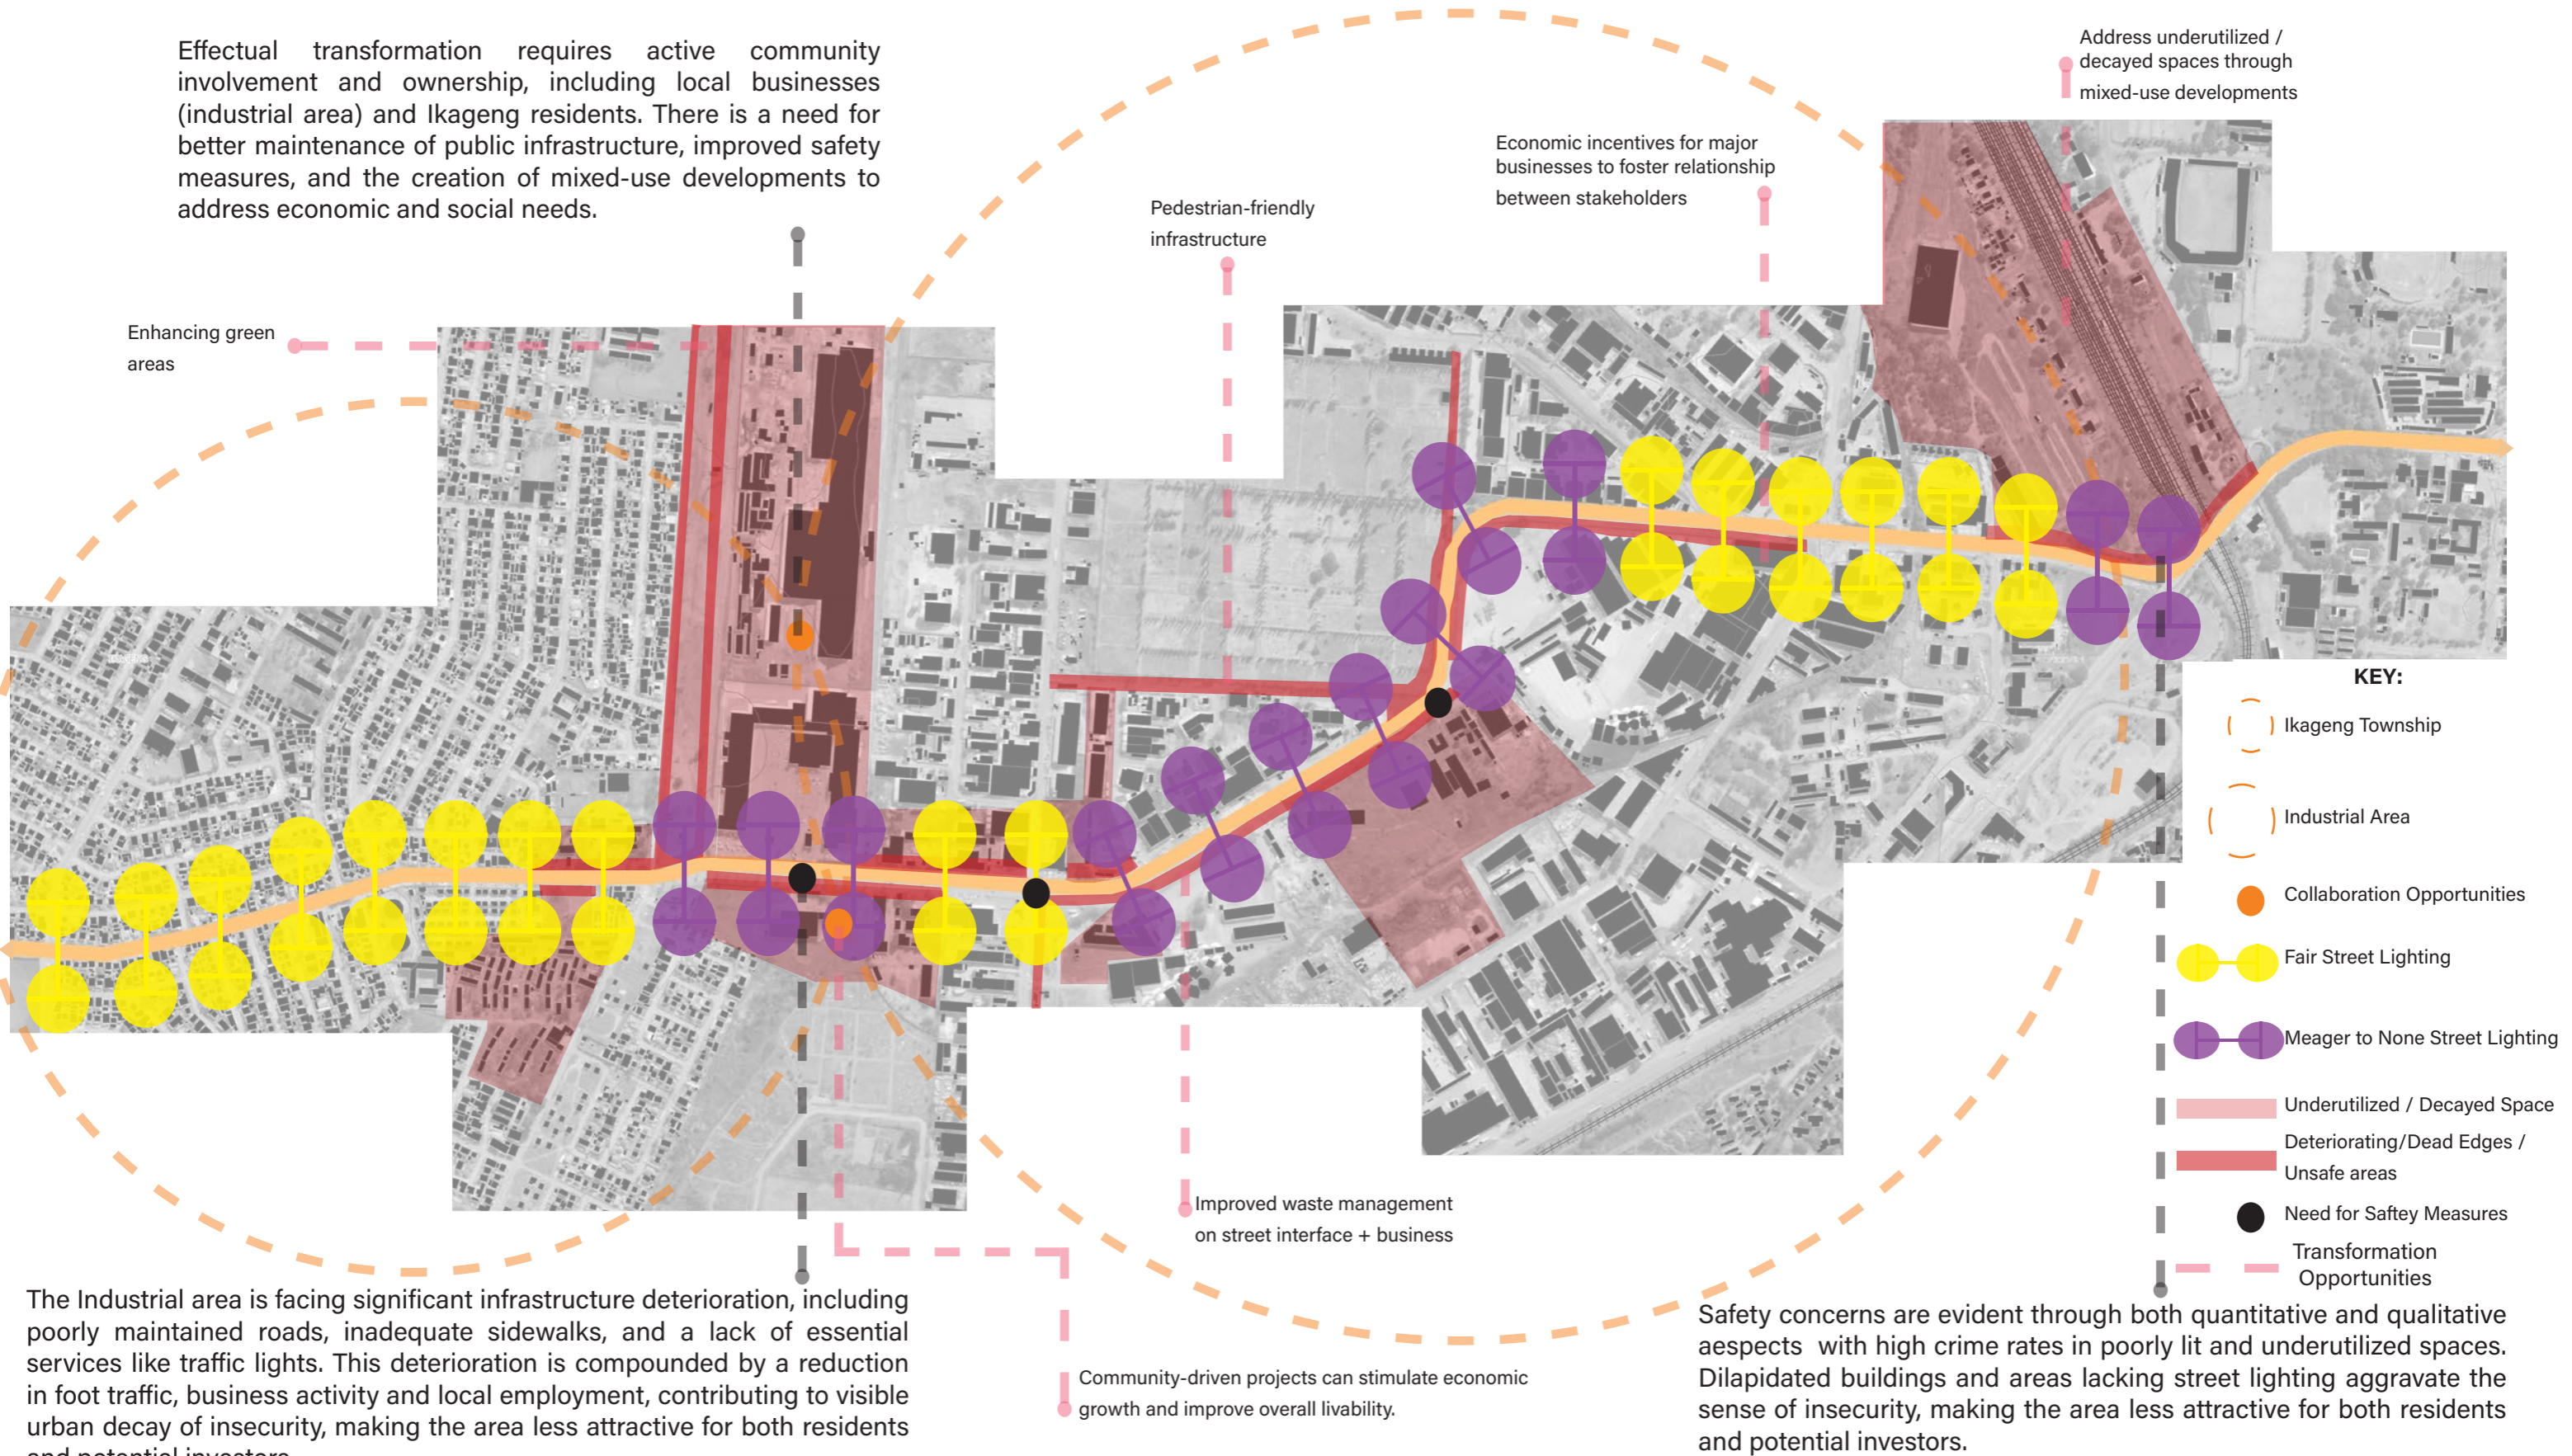 Effectual transformation requires active community
involvement and ownership, including local businesses
(industrial area) and Ikageng residents. There is a need for
better maintenance of public infrastructure, improved safety
measures, and the creation of mixed-use developments to
address economic and social needs.
Address underutilized /
decayed spaces through
mixed-use developments
Economic incentives for major
businesses to foster relationship
between stakeholders
Pedestrian-friendly
infrastructure
Enhancing green
areas
KEY:
Ikageng Township
Industrial Area
Collaboration Opportunities
Fair Street Lighting
Meager to None Street Lighting
Underutilized / Decayed Space
Deteriorating/Dead Edges /
Unsafe areas
Need for Saftey Measures
Transformation
Opportunities
Improved waste management
on street interface + business
Community-driven projects can stimulate economic
growth and improve overall livability.
The Industrial area is facing significant infrastructure deterioration, including
poorly maintained roads, inadequate sidewalks, and a lack of essential
services like traffic lights. This deterioration is compounded by a reduction
in foot traffic, business activity and local employment, contributing to visible
urban decay of insecurity, making the area less attractive for both residents
and potential investors.
Safety concerns are evident through both quantitative and qualitative
aespects with high crime rates in poorly lit and underutilized spaces.
Dilapidated buildings and areas lacking street lighting aggravate the
sense of insecurity, making the area less attractive for both residents
and potential investors.